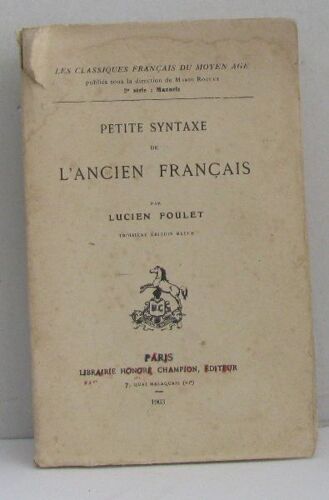 LES CLASSIQUES FRANÇAIS DU MOYEN AGE
publiés sous la direction de MARIO ROQUES
2e série : Manuels
PETITE SYNTAXE
DE
L'ANCIEN FRANÇAIS
PAR
LUCIEN FOULET
TROISIÈME ÉDITION REVUE
H C
PARIS
LIBRAIRIE HONORÉ CHAMPION, ÉDITEUR
7, QUAI MALAQUAIS (VIe)